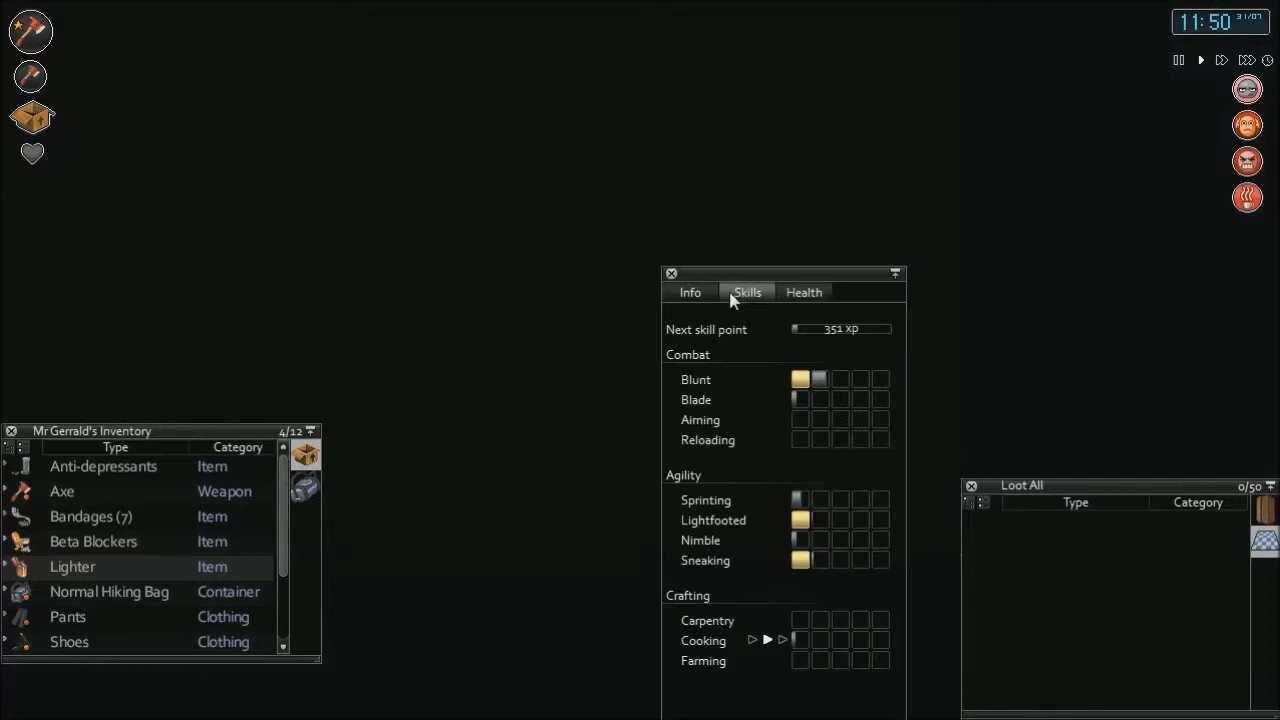 11:50 31/07
Info Skills Health
Next skill point 351 xp
Combat
Blunt
Blade
Aiming
Reloading
Agility
Sprinting
Lightfooted
Nimble
Sneaking
Crafting
Carpentry
Cooking
Farming
Mr Gerrald's Inventory 4/12
Type Category
Anti-depressants Item
Axe Weapon
Bandages (7) Item
Beta Blockers Item
Lighter Item
Normal Hiking Bag Container
Pants Clothing
Shoes Clothing
Loot All 0/50
Type Category